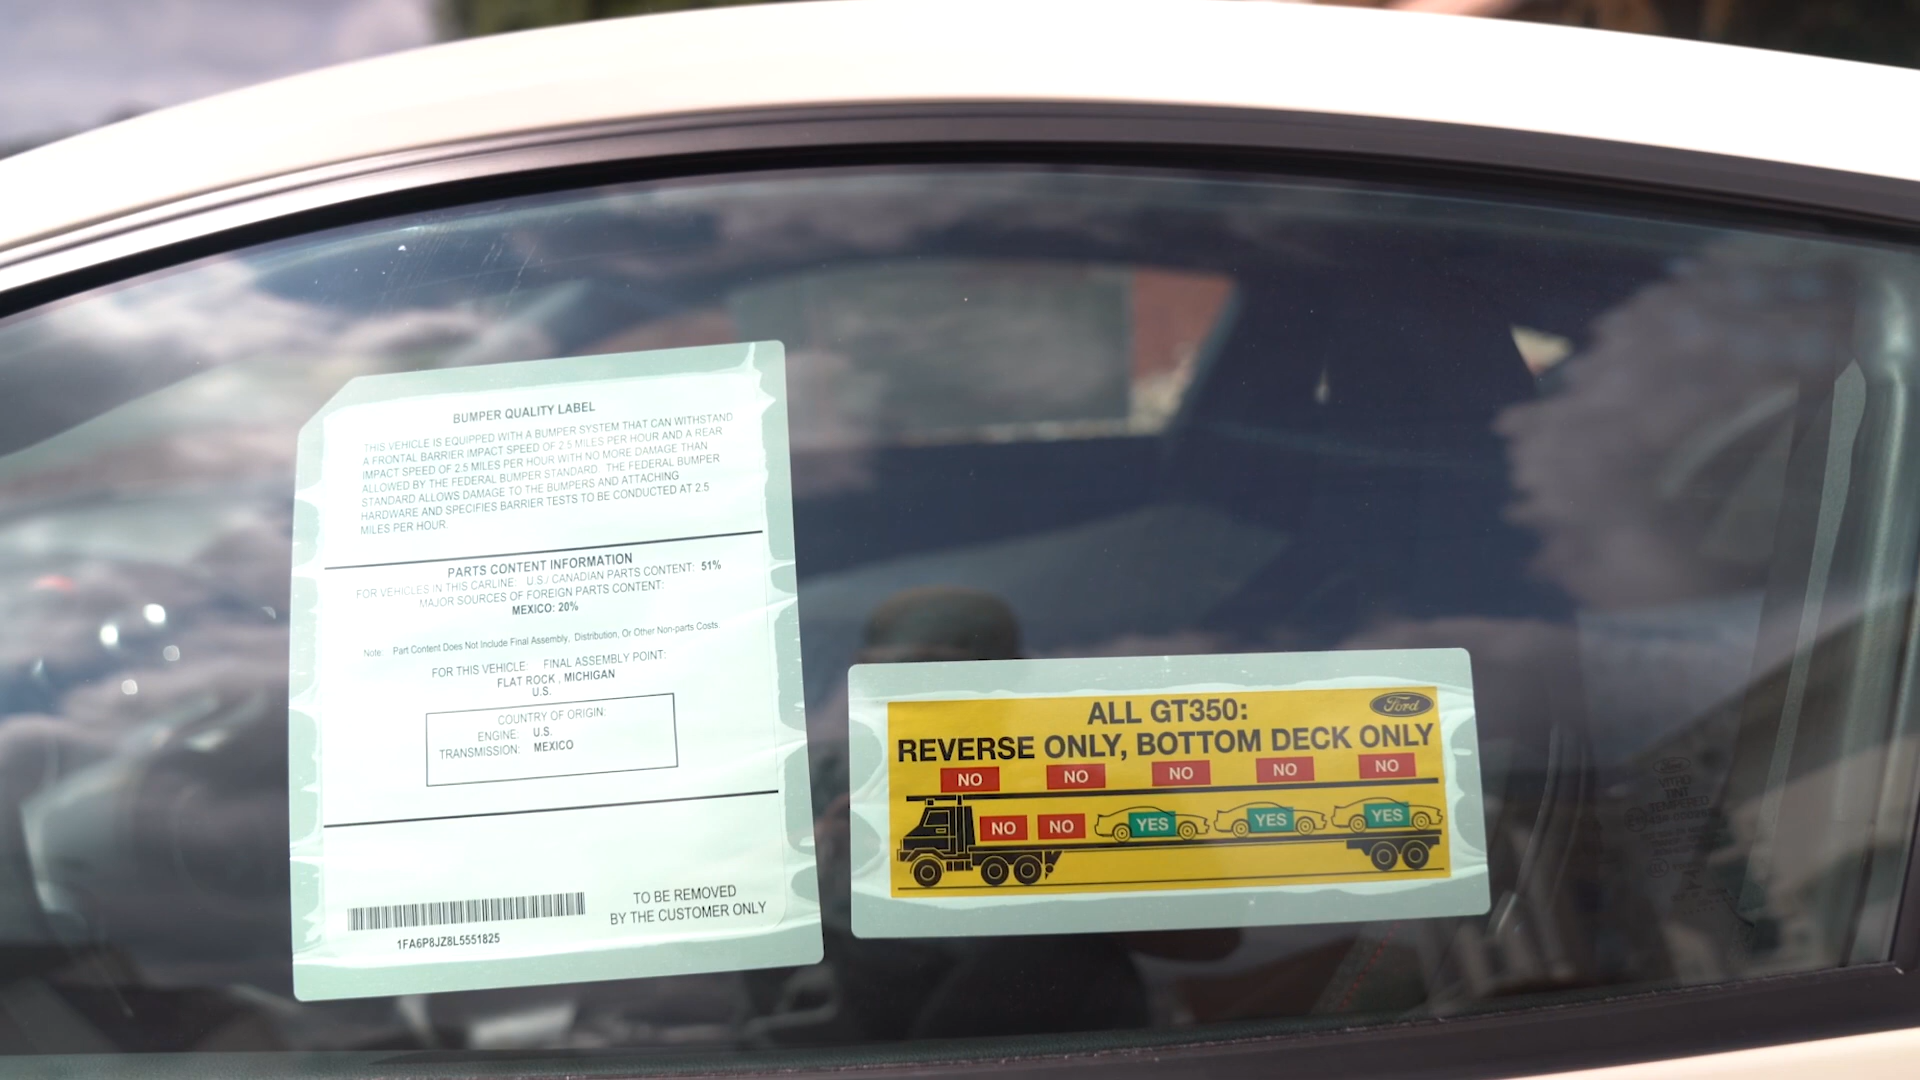 BUMPER QUALITY LABEL
THIS VEHICLE IS EQUIPPED WITH A BUMPER SYSTEM THAT CAN WITHSTAND
A FRONTAL BARRIER IMPACT SPEED OF 2.5 MILES PER HOUR AND A REAR
IMPACT SPEED OF 2.5 MILES PER HOUR WITH NO MORE DAMAGE THAN
ALLOWED BY THE FEDERAL BUMPER STANDARD. THE FEDERAL BUMPER
STANDARD ALLOWS DAMAGE TO THE BUMPERS AND ATTACHING
HARDWARE AND SPECIFIES BARRIER TESTS TO BE CONDUCTED AT 2.5
MILES PER HOUR.
PARTS CONTENT INFORMATION
FOR VEHICLES IN THIS CARLINE U.S./ CANADIAN PARTS CONTENT: 51%
MAJOR SOURCES OF FOREIGN PARTS CONTENT:
MEXICO: 20%
Note: Part Content Does Not Include Final Assembly, Distribution, Or Other Non-parts Costs.
FOR THIS VEHICLE: FINAL ASSEMBLY POINT:
FLAT ROCK , MICHIGAN
U.S.
COUNTRY OF ORIGIN:
ENGINE: U.S.
TRANSMISSION: MEXICO
TO BE REMOVED
BY THE CUSTOMER ONLY
1FA6P8JZ8L5551825
Ford
ALL GT350:
REVERSE ONLY, BOTTOM DECK ONLY
NO NO NO NO NO
NO NO YES YES YES
Ford
VITRO
TINT
TEMPERED